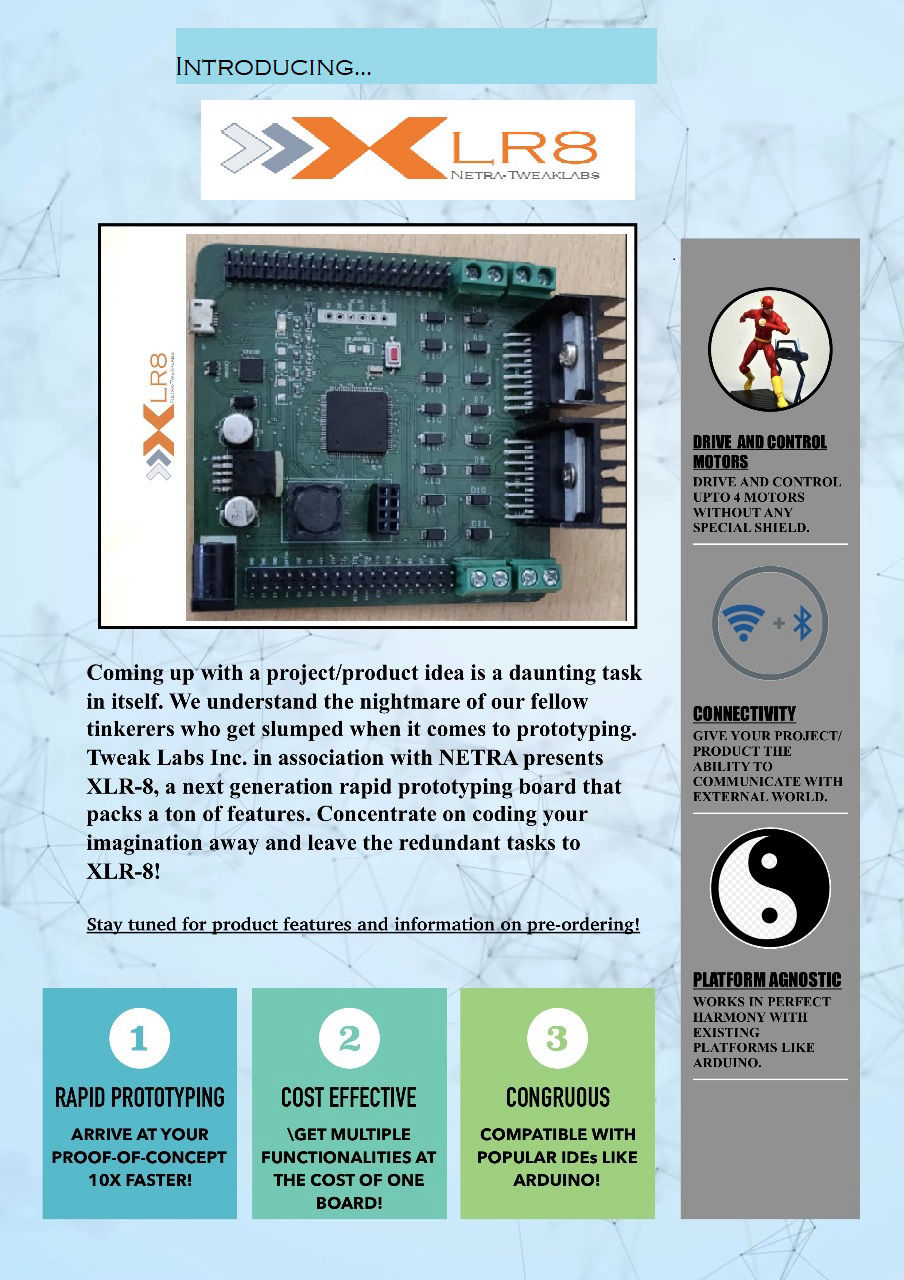 INTRODUCING...
XLR8
NETRA-TWEAKLABS
XLR8
NETRA-TWEAKLABS
Coming up with a project/product idea is a daunting task
in itself. We understand the nightmare of our fellow
tinkerers who get slumped when it comes to prototyping.
Tweak Labs Inc. in association with NETRA presents
XLR-8, a next generation rapid prototyping board that
packs a ton of features. Concentrate on coding your
imagination away and leave the redundant tasks to
XLR-8!
Stay tuned for product features and information on pre-ordering!
DRIVE AND CONTROL
MOTORS
DRIVE AND CONTROL
UPTO 4 MOTORS
WITHOUT ANY
SPECIAL SHIELD.
CONNECTIVITY
GIVE YOUR PROJECT/
PRODUCT THE
ABILITY TO
COMMUNICATE WITH
EXTERNAL WORLD.
PLATFORM AGNOSTIC
WORKS IN PERFECT
HARMONY WITH
EXISTING
PLATFORMS LIKE
ARDUINO.
1
RAPID PROTOTYPING
ARRIVE AT YOUR
PROOF-OF-CONCEPT
10X FASTER!
2
COST EFFECTIVE
\GET MULTIPLE
FUNCTIONALITIES AT
THE COST OF ONE
BOARD!
3
CONGRUOUS
COMPATIBLE WITH
POPULAR IDEs LIKE
ARDUINO!